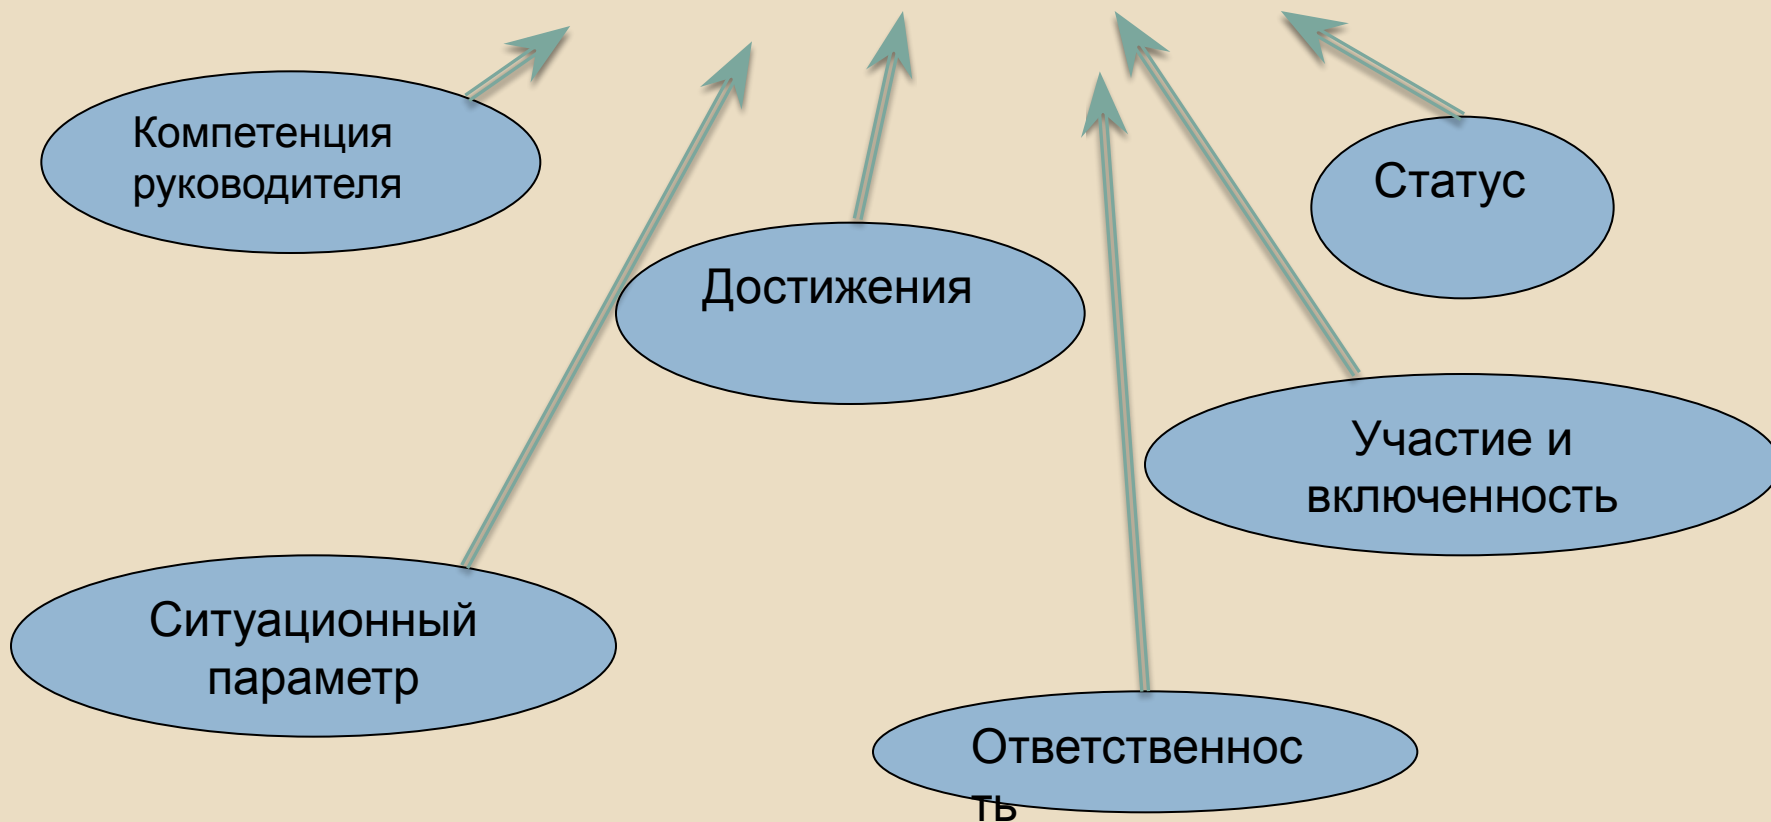 Компетенция
руководителя
Статус
Достижения
Участие и
включенность
Ситуационный
параметр
Ответственнос
ть